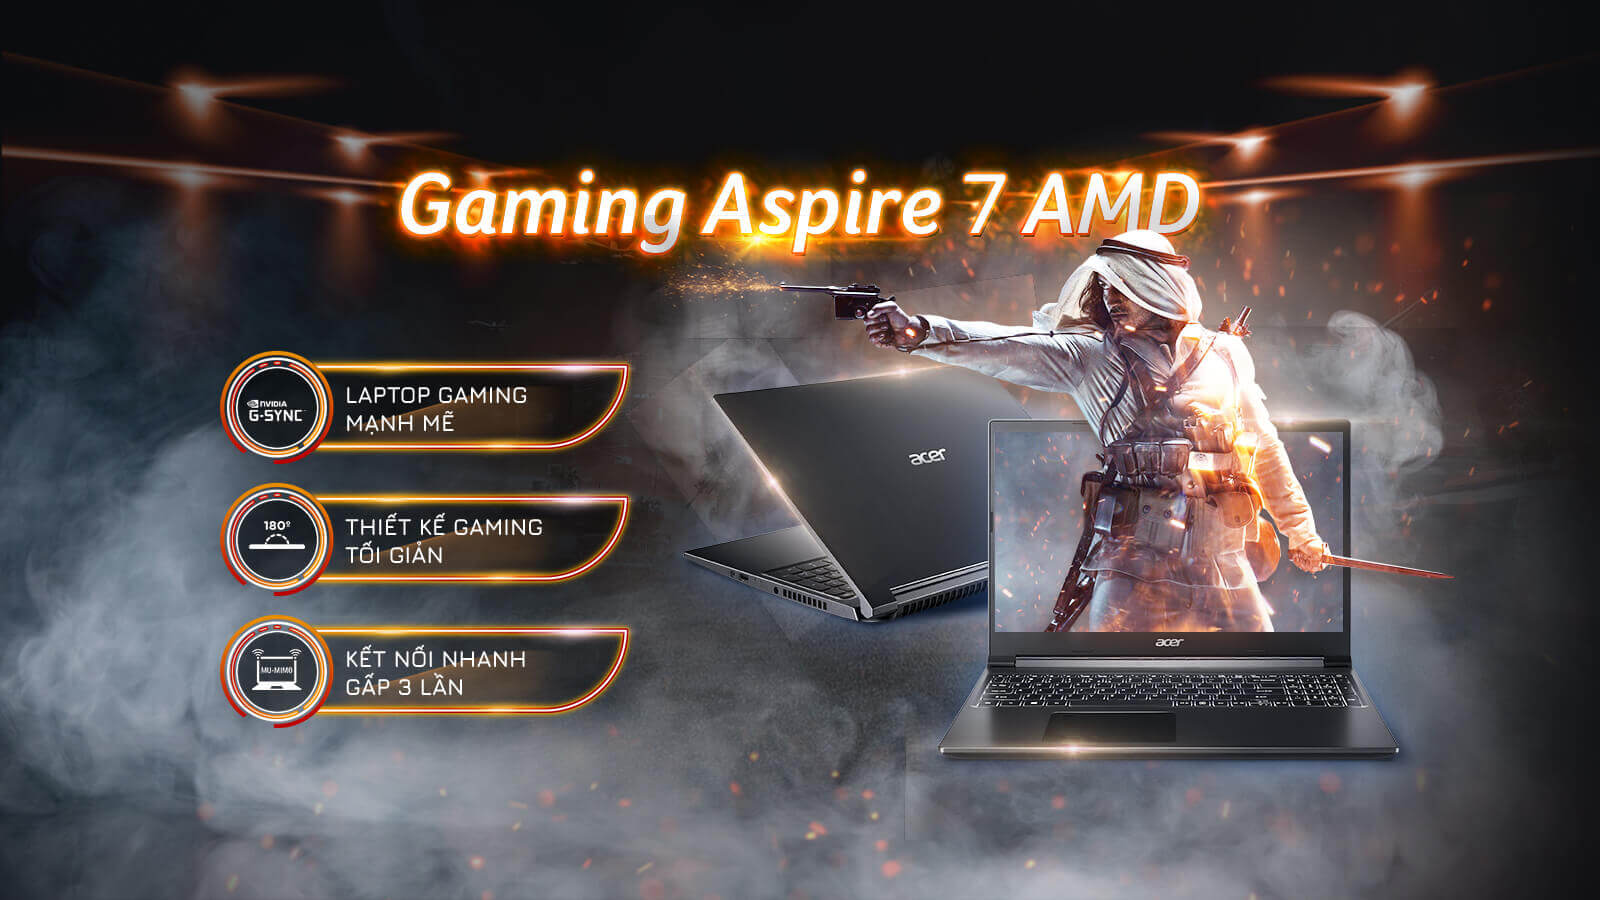 Gaming Aspire 7 AMD
NVIDIA
G-SYNC
LAPTOP GAMING
MẠNH MẼ
180º
THIẾT KẾ GAMING
TỐI GIẢN
MU-MIMO
KẾT NỐI NHANH
GẤP 3 LẦN
acer
acer